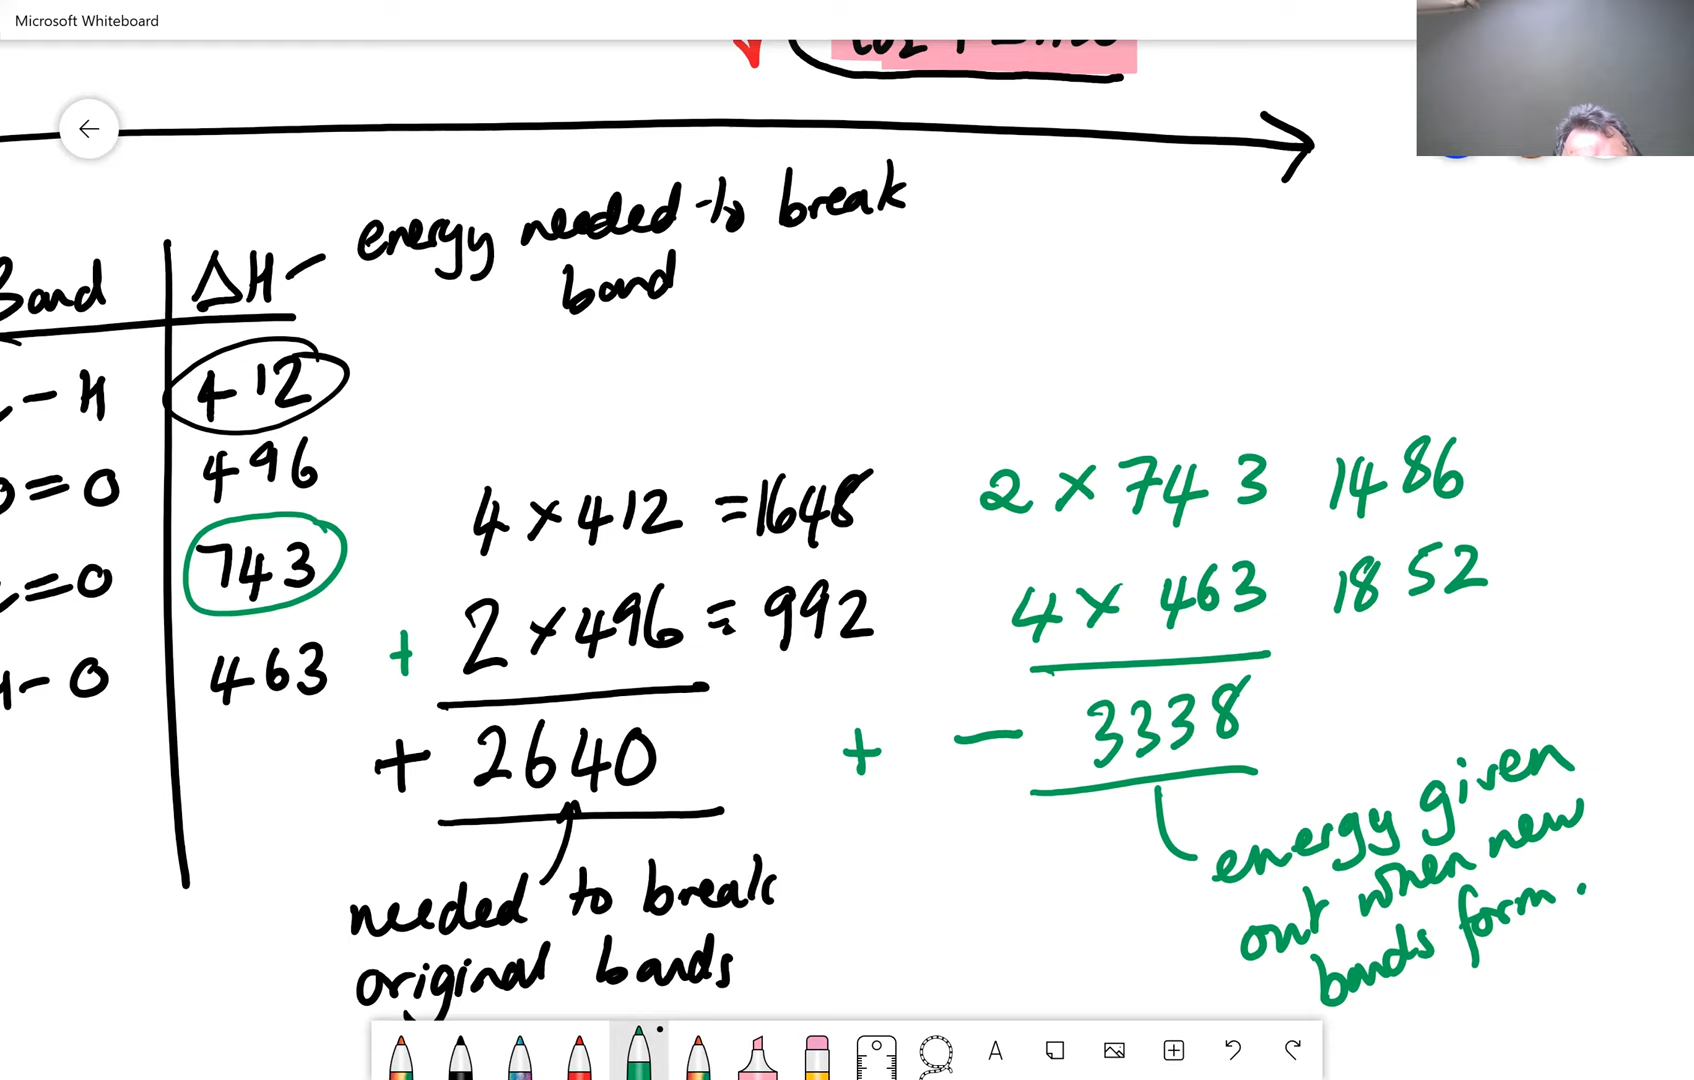 Microsoft Whiteboard
energy needed to break
bond
Bond ΔH –
– H 412
O=O 496
=O 743
H–O 463
4 × 412 = 1648
+ 2 × 496 = 992
+ 2640
needed to break
original bonds
2 × 743 1486
4 × 463 1852
+ – 3338
energy given
out when new
bonds form.
A